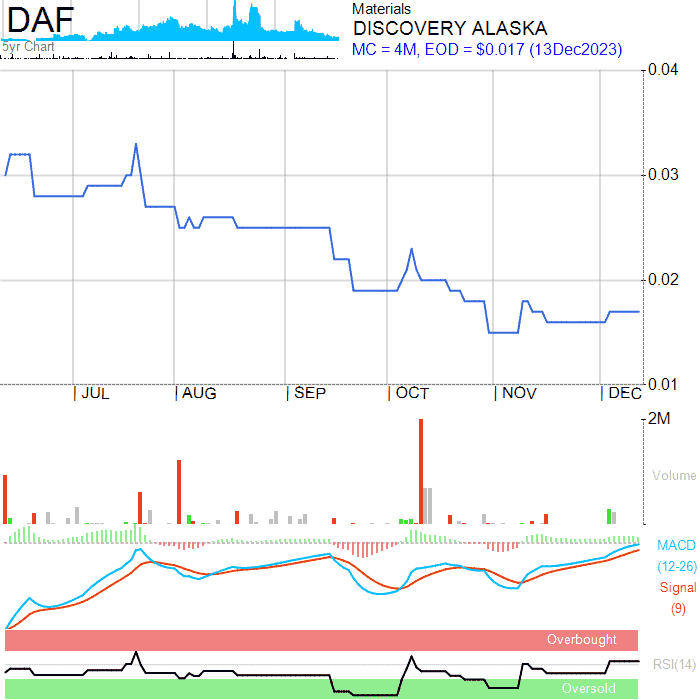 DAF
5yr Chart
Materials
DISCOVERY ALASKA
MC = 4M, EOD = $0.017 (13Dec2023)
0.04
0.03
0.02
0.01
JUL
AUG
SEP
OCT
NOV
DEC
2M
Volume
MACD
(12-26)
Signal
(9)
Overbought
RSI(14)
Oversold